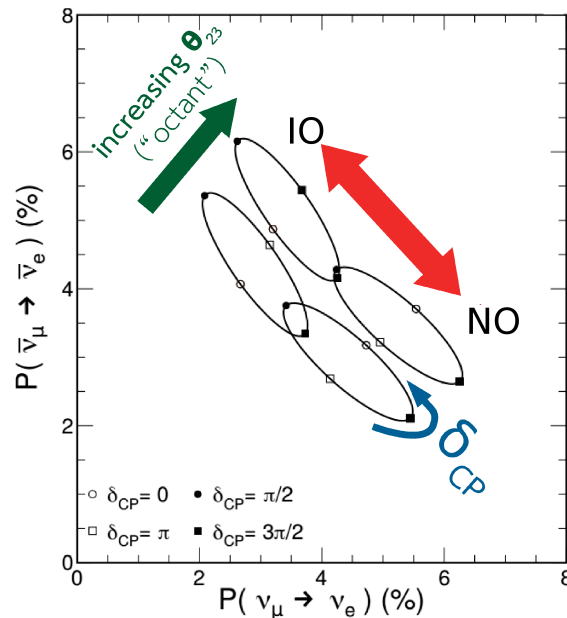 increasing θ23
("octant")
IO
NO
δCP
8
6
4
2
0
P( ν̄μ → ν̄e ) (%)
○ δCP= 0 ● δCP= π/2
□ δCP= π ■ δCP= 3π/2
0 2 4 6 8
P( νμ → νe ) (%)